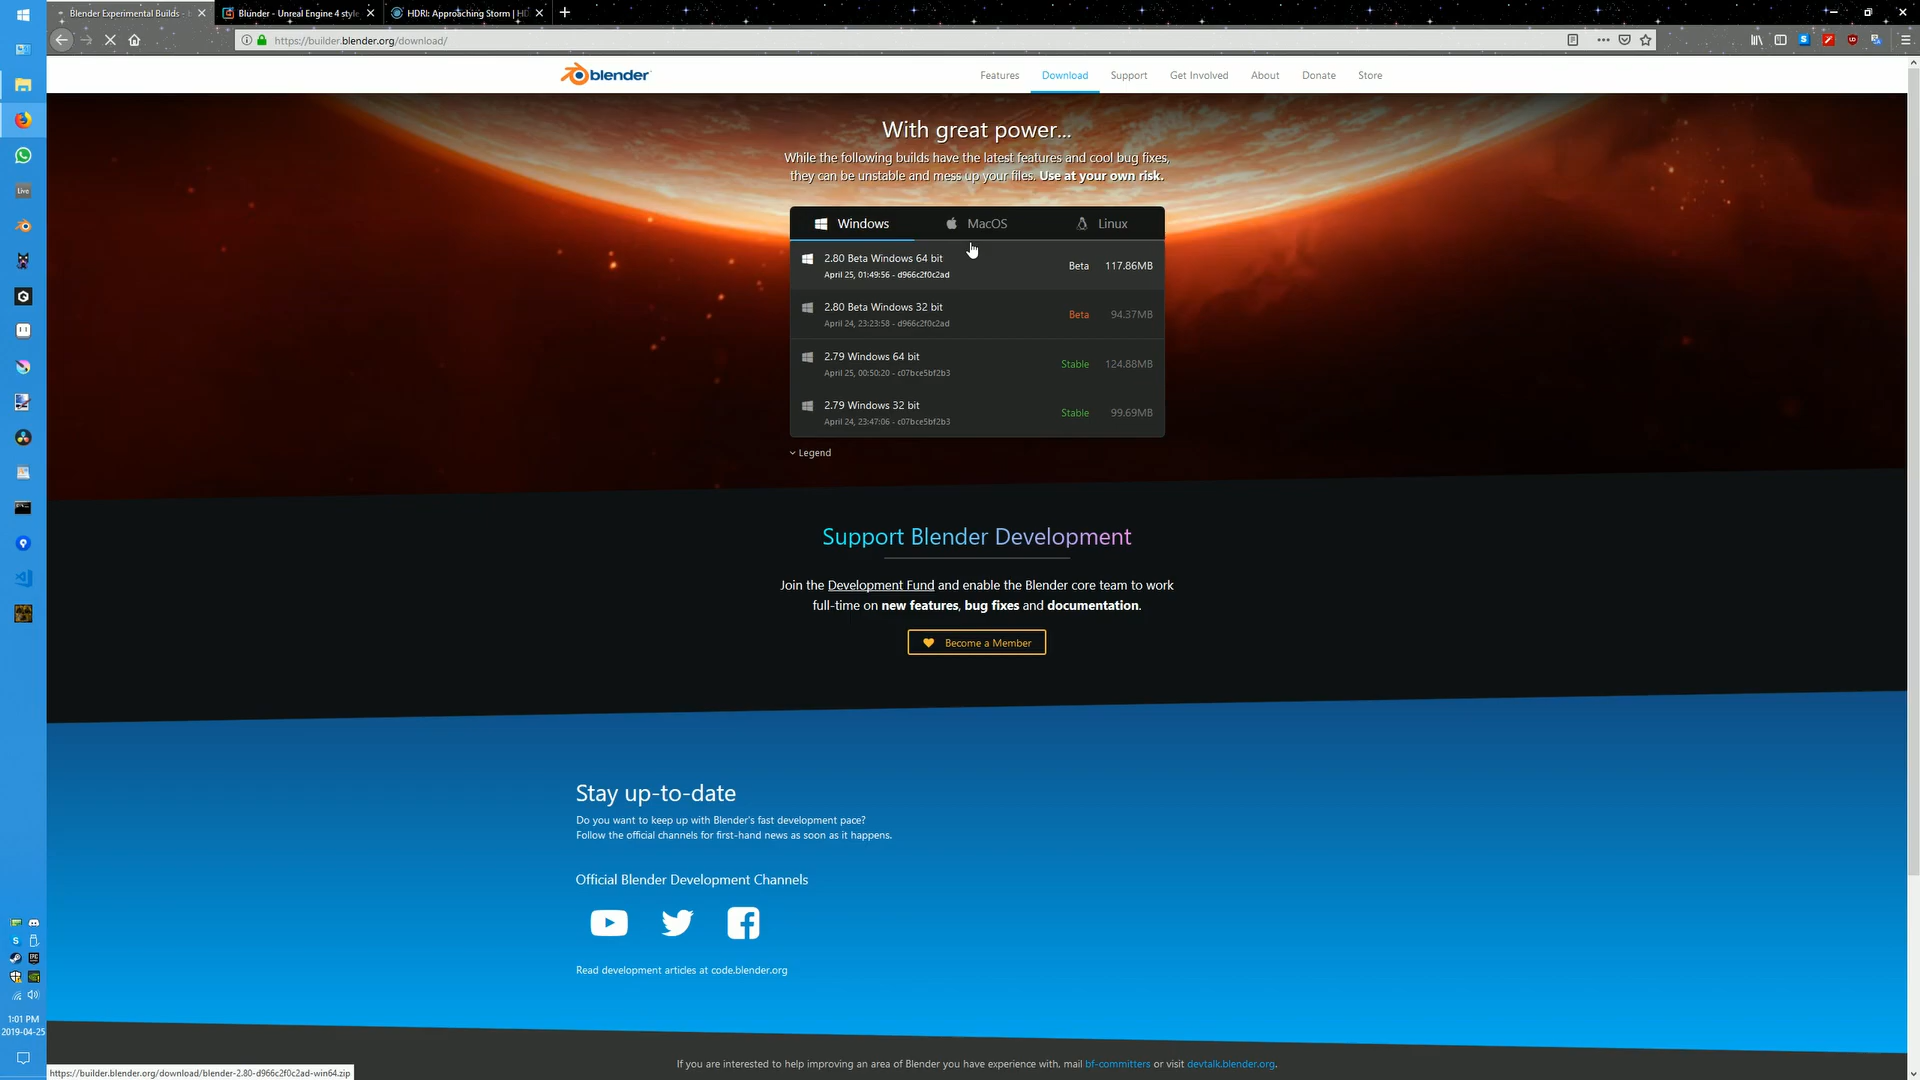 Blender Experimental Builds -
Blunder - Unreal Engine 4 style
HDRI: Approaching Storm | HD
https://builder.blender.org/download/
blender
Features
Download
Support
Get Involved
About
Donate
Store
With great power...
While the following builds have the latest features and cool bug fixes,
they can be unstable and mess up your files. Use at your own risk.
Windows
MacOS
Linux
2.80 Beta Windows 64 bit
Beta 117.86MB
April 25, 01:49:56 - d966c2f0c2ad
2.80 Beta Windows 32 bit
Beta 94.37MB
April 24, 23:23:58 - d966c2f0c2ad
2.79 Windows 64 bit
Stable 124.88MB
April 25, 00:50:20 - c07bce5bf2b3
2.79 Windows 32 bit
Stable 99.69MB
April 24, 23:47:06 - c07bce5bf2b3
Legend
Support Blender Development
Join the Development Fund and enable the Blender core team to work
full-time on new features, bug fixes and documentation.
Become a Member
Stay up-to-date
Do you want to keep up with Blender's fast development pace?
Follow the official channels for first-hand news as soon as it happens.
Official Blender Development Channels
Read development articles at code.blender.org
If you are interested to help improving an area of Blender you have experience with, mail bf-committers or visit devtalk.blender.org.
Live
1:01 PM
2019-04-25
https://builder.blender.org/download/blender-2.80-d966c2f0c2ad-win64.zip